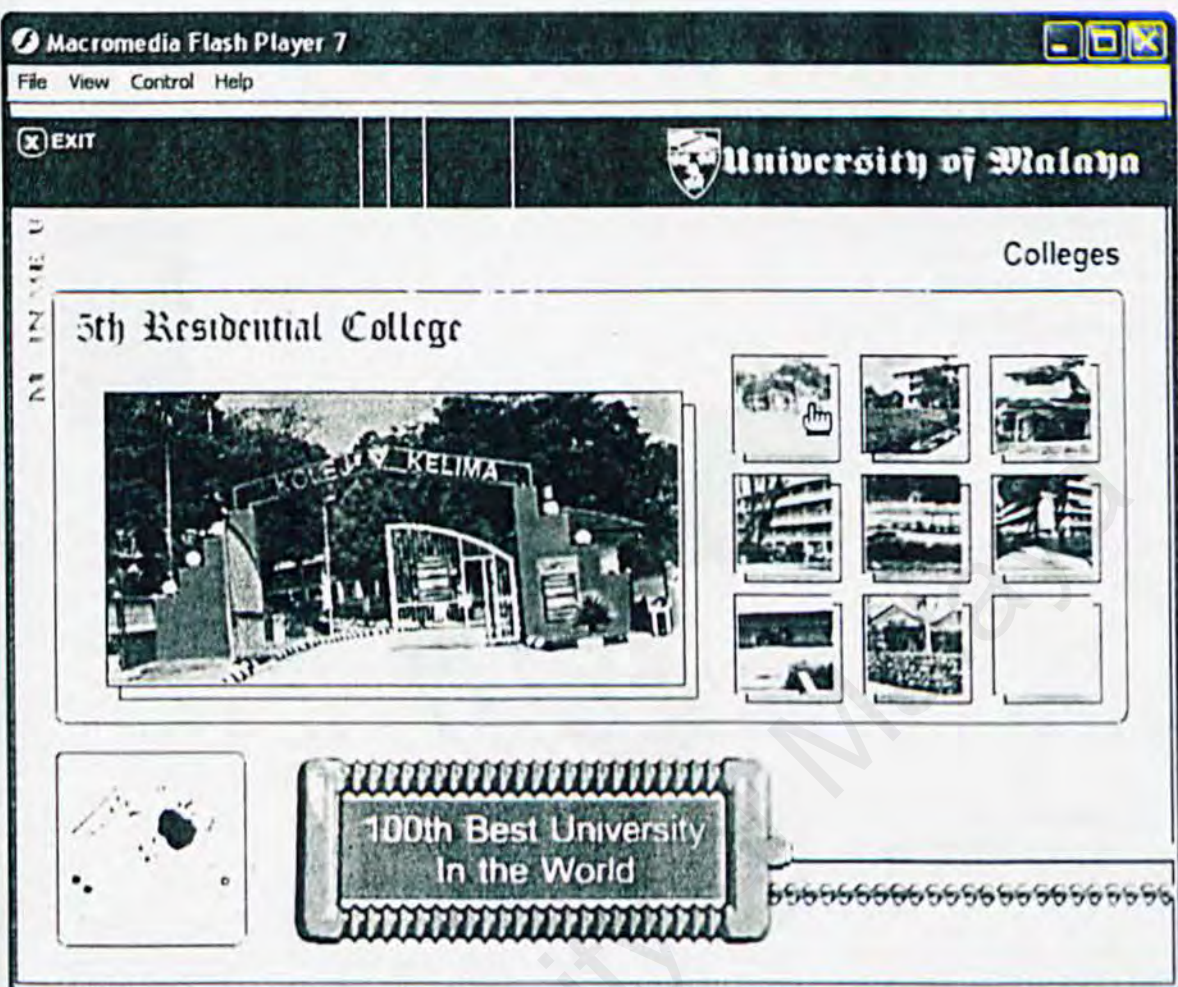 Macromedia Flash Player 7
File View Control Help
X EXIT
University of Malaya
Colleges
5th Residential College
KOLEJ KELIMA
100th Best University
In the World